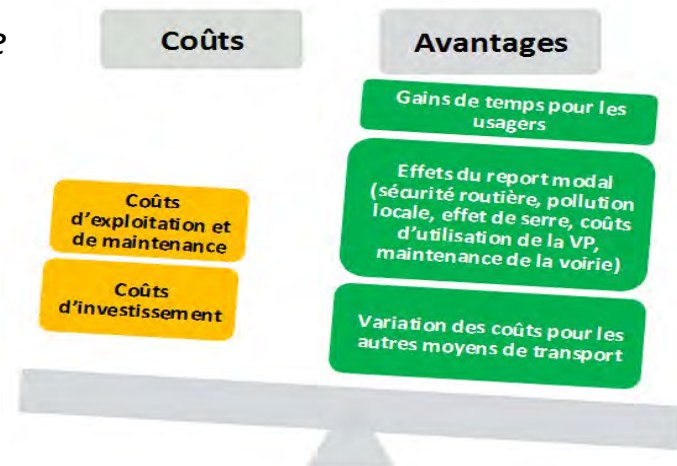 e
Coûts
Avantages
Gains de temps pour les
usagers
Effets du report modal
(sécurité routière, pollution
locale, effet de serre, coûts
d’utilisation de la VP,
maintenance de la voirie)
Variation des coûts pour les
autres moyens de transport
Coûts
d’exploitation et
de maintenance
Coûts
d’investissement